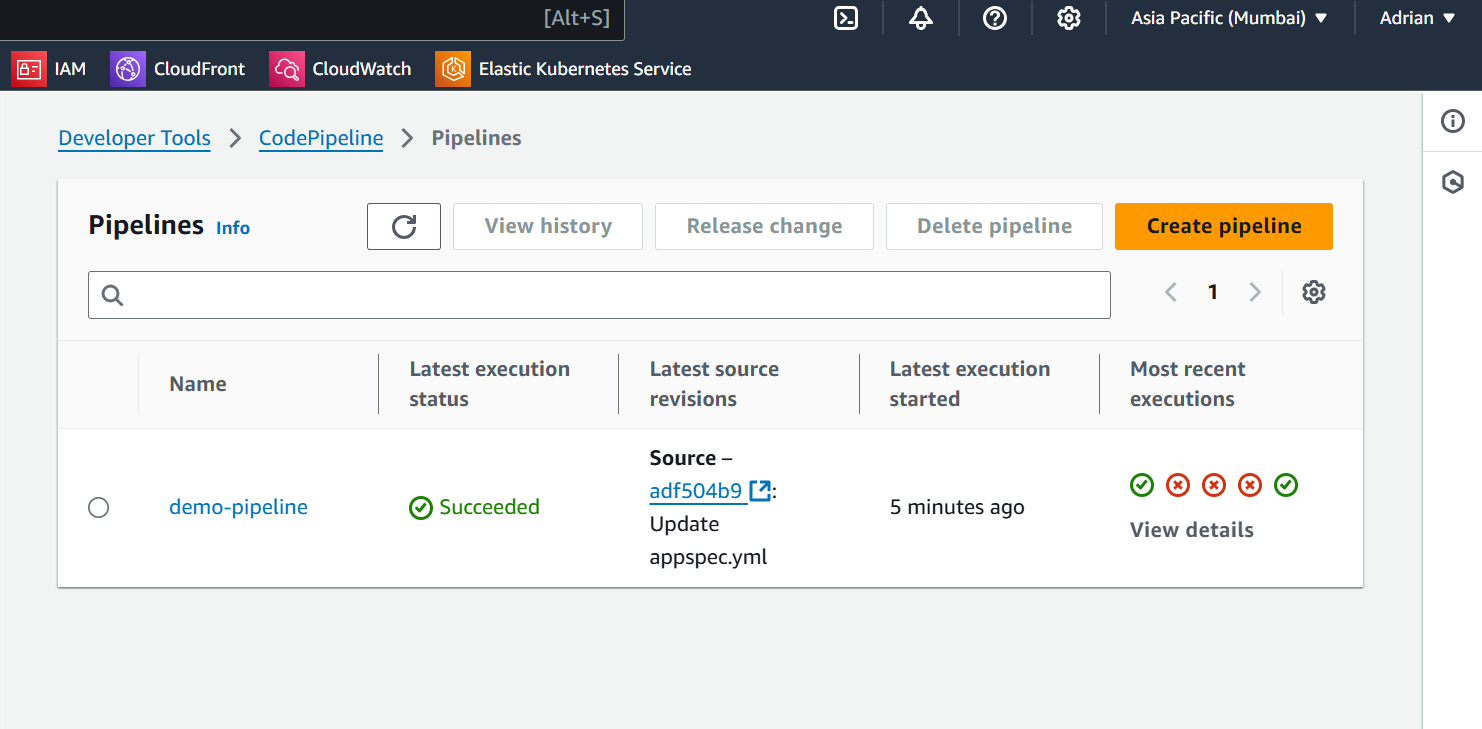 [Alt+S]
Asia Pacific (Mumbai) ▼
Adrian ▼
IAM
CloudFront
CloudWatch
Elastic Kubernetes Service
Developer Tools > CodePipeline > Pipelines
Pipelines Info
View history
Release change
Delete pipeline
Create pipeline
1
Name
Latest execution
status
Latest source
revisions
Latest execution
started
Most recent
executions
demo-pipeline
Succeeded
Source –
adf504b9 :
Update
appspec.yml
5 minutes ago
View details